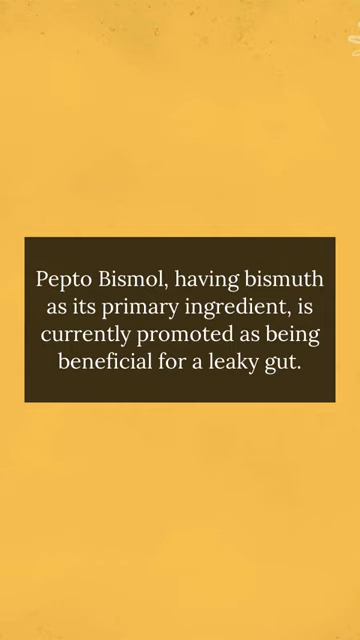 Pepto Bismol, having bismuth
as its primary ingredient, is
currently promoted as being
beneficial for a leaky gut.